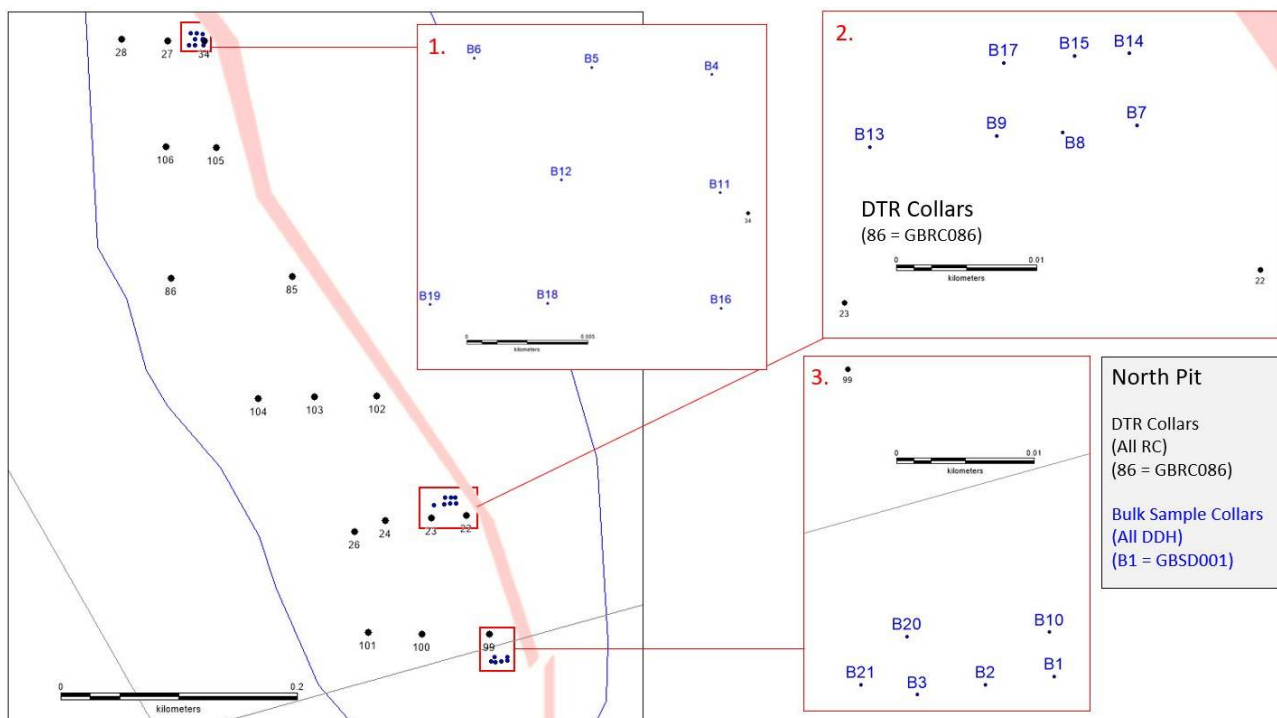 28
27
34
106
105
86
85
104
103
102
26
24
23
22
101
100
99
0
0.2
kilometers
1.
B6
B5
B4
B12
B11
34
B19
B18
B16
0
0.005
kilometers
2.
B17
B15
B14
B13
B9
B8
B7
DTR Collars
(86 = GBRC086)
0
0.01
kilometers
23
22
3.
99
0
0.01
kilometers
B20
B10
B21
B3
B2
B1
North Pit
DTR Collars
(All RC)
(86 = GBRC086)
Bulk Sample Collars
(All DDH)
(B1 = GBSD001)